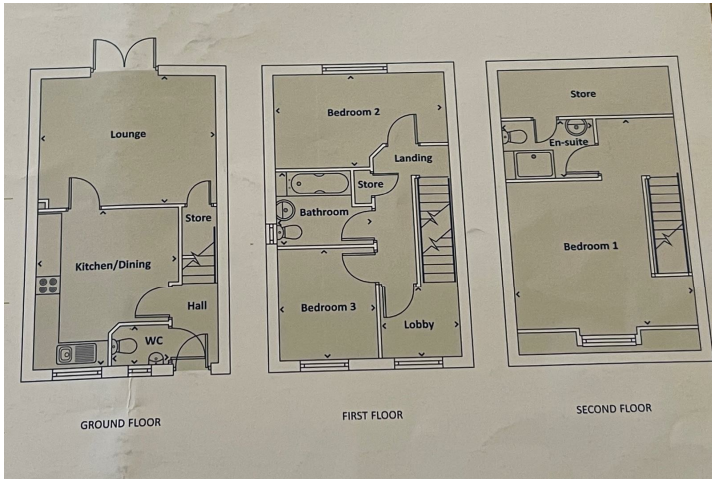 Lounge
Store
Kitchen/Dining
Hall
WC
GROUND FLOOR
Bedroom 2
Landing
Store
Bathroom
Bedroom 3
Lobby
FIRST FLOOR
Store
En-suite
Bedroom 1
SECOND FLOOR